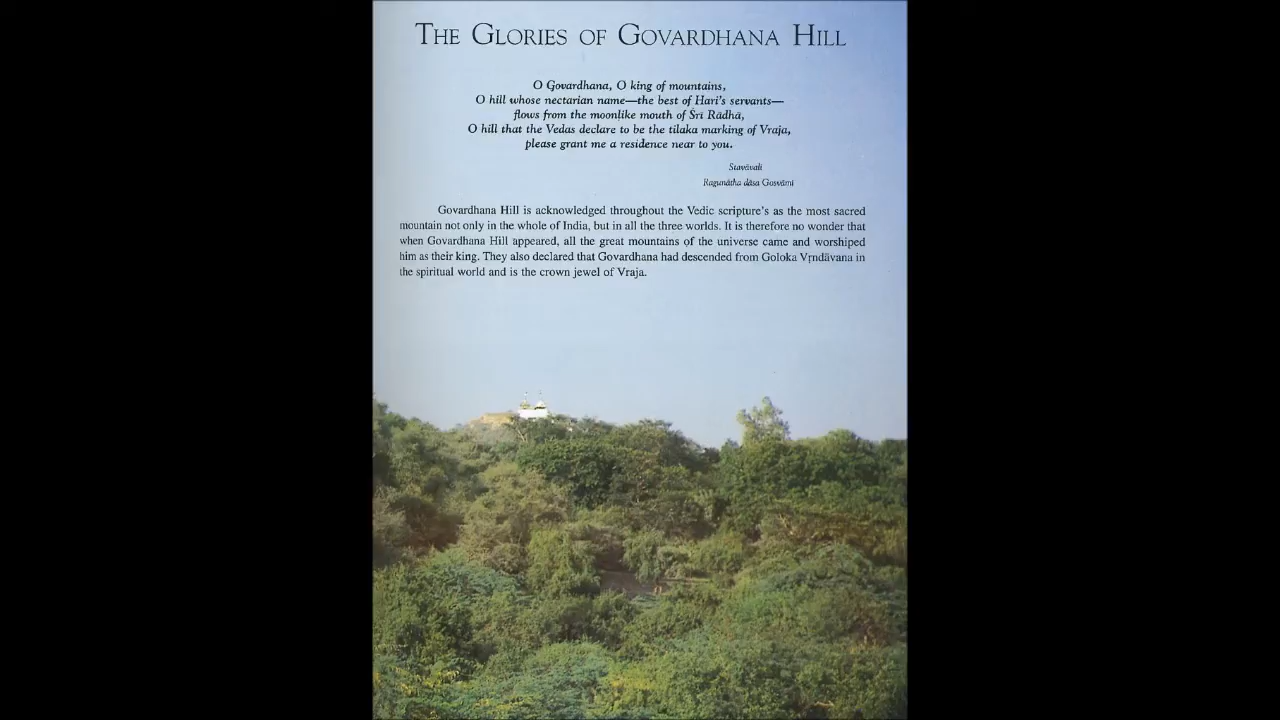 THE GLORIES OF GOVARDHANA HILL
O Govardhana, O king of mountains,
O hill whose nectarian name—the best of Hari's servants—
flows from the moonlike mouth of Śrī Rādhā,
O hill that the Vedas declare to be the tilaka marking of Vraja,
please grant me a residence near to you.
Stavāvali
Ragunātha dāsa Gosvāmī
Govardhana Hill is acknowledged throughout the Vedic scripture's as the most sacred
mountain not only in the whole of India, but in all the three worlds. It is therefore no wonder that
when Govardhana Hill appeared, all the great mountains of the universe came and worshiped
him as their king. They also declared that Govardhana had descended from Goloka Vṛndāvana in
the spiritual world and is the crown jewel of Vraja.